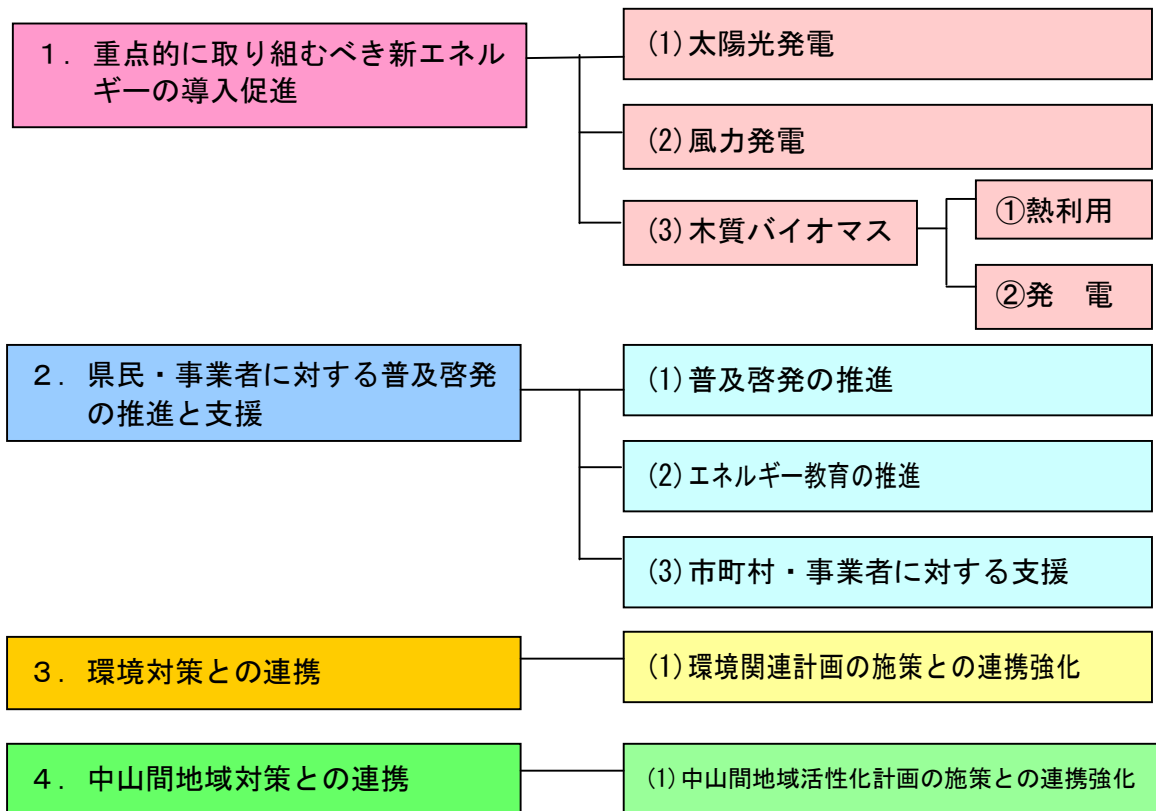 １．重点的に取り組むべき新エネル
ギーの導入促進
(1)太陽光発電
(2)風力発電
(3)木質バイオマス
①熱利用
②発　電
２．県民・事業者に対する普及啓発
の推進と支援
(1)普及啓発の推進
(2)エネルギー教育の推進
(3)市町村・事業者に対する支援
３．環境対策との連携
(1)環境関連計画の施策との連携強化
４．中山間地域対策との連携
(1)中山間地域活性化計画の施策との連携強化